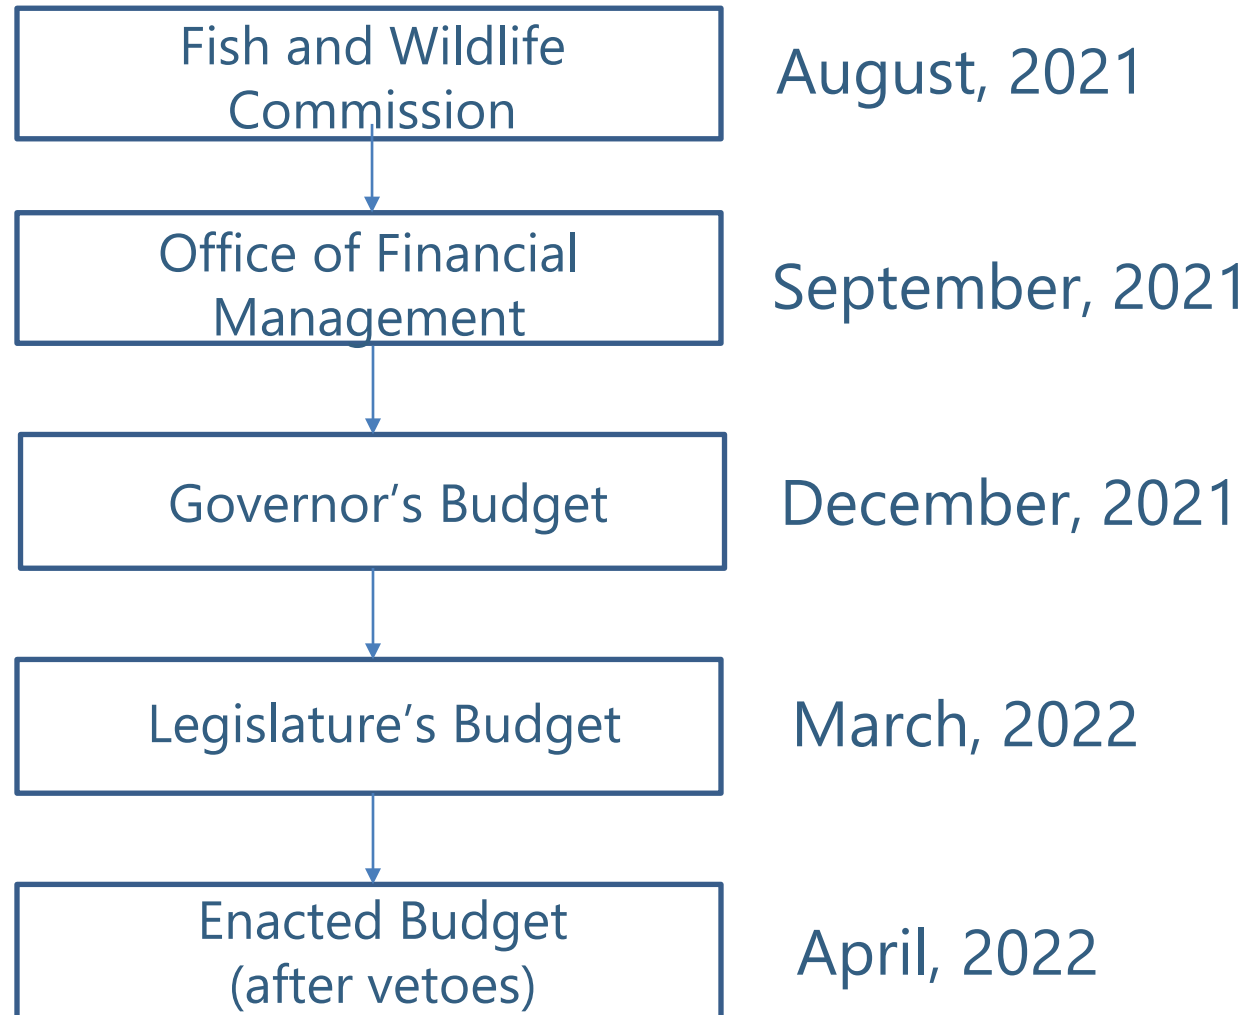 Fish and Wildlife
Commission
August, 2021
Office of Financial
Management
September, 2021
Governor’s Budget
December, 2021
Legislature’s Budget
March, 2022
Enacted Budget
(after vetoes)
April, 2022